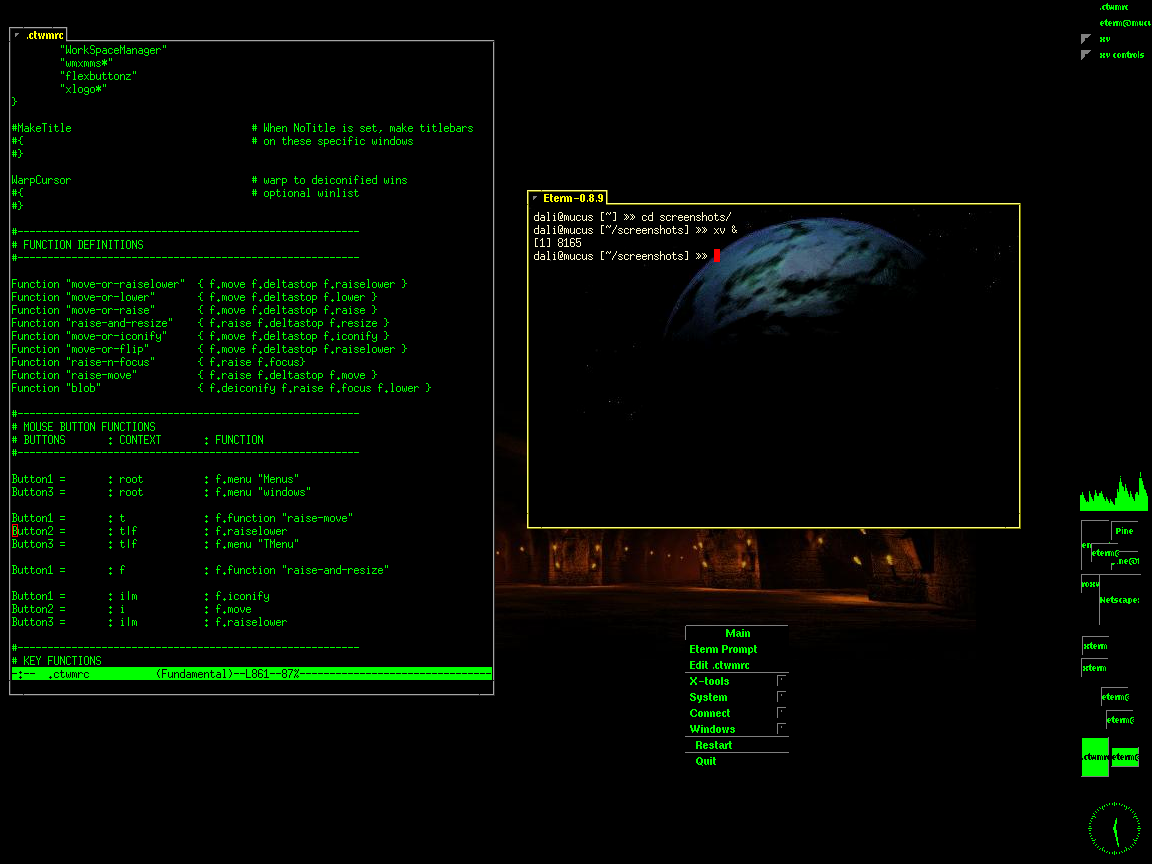 .ctwmrc
"WorkSpaceManager"
"wmxmms*"
"flexbuttonz"
"xlogo*"
}
#MakeTitle # When NoTitle is set, make titlebars
#{ # on these specific windows
#}
WarpCursor # warp to deiconified wins
#{ # optional winlist
#}
#---------------------------------------------------------
# FUNCTION DEFINITIONS
#---------------------------------------------------------
Function "move-or-raiselower" { f.move f.deltastop f.raiselower }
Function "move-or-lower" { f.move f.deltastop f.lower }
Function "move-or-raise" { f.move f.deltastop f.raise }
Function "raise-and-resize" { f.raise f.deltastop f.resize }
Function "move-or-iconify" { f.move f.deltastop f.iconify }
Function "move-or-flip" { f.move f.deltastop f.raiselower }
Function "raise-n-focus" { f.raise f.focus}
Function "raise-move" { f.raise f.deltastop f.move }
Function "blob" { f.deiconify f.raise f.focus f.lower }
#---------------------------------------------------------
# MOUSE BUTTON FUNCTIONS
# BUTTONS : CONTEXT : FUNCTION
#---------------------------------------------------------
Button1 = : root : f.menu "Menus"
Button3 = : root : f.menu "windows"
Button1 = : t : f.function "raise-move"
Button2 = : t|f : f.raiselower
Button3 = : t|f : f.menu "TMenu"
Button1 = : f : f.function "raise-and-resize"
Button1 = : i|m : f.iconify
Button2 = : i : f.move
Button3 = : i|m : f.raiselower
#---------------------------------------------------------
# KEY FUNCTIONS
-:-- .ctwmrc (Fundamental)--L861--87%--------------------------------
Eterm-0.8.9
dali@mucus [~] »» cd screenshots/
dali@mucus [~/screenshots] »» xv &
[1] 8165
dali@mucus [~/screenshots] »»
Main
Eterm Prompt
Edit .ctwmrc
X-tools
System
Connect
Windows
Restart
Quit
.ctwmrc
eterm@mucu
xv
xv controls
Pine
eterm@
Netscape:
xterm
xterm
eterm@
eterm@
.ctwmrc
eterm@